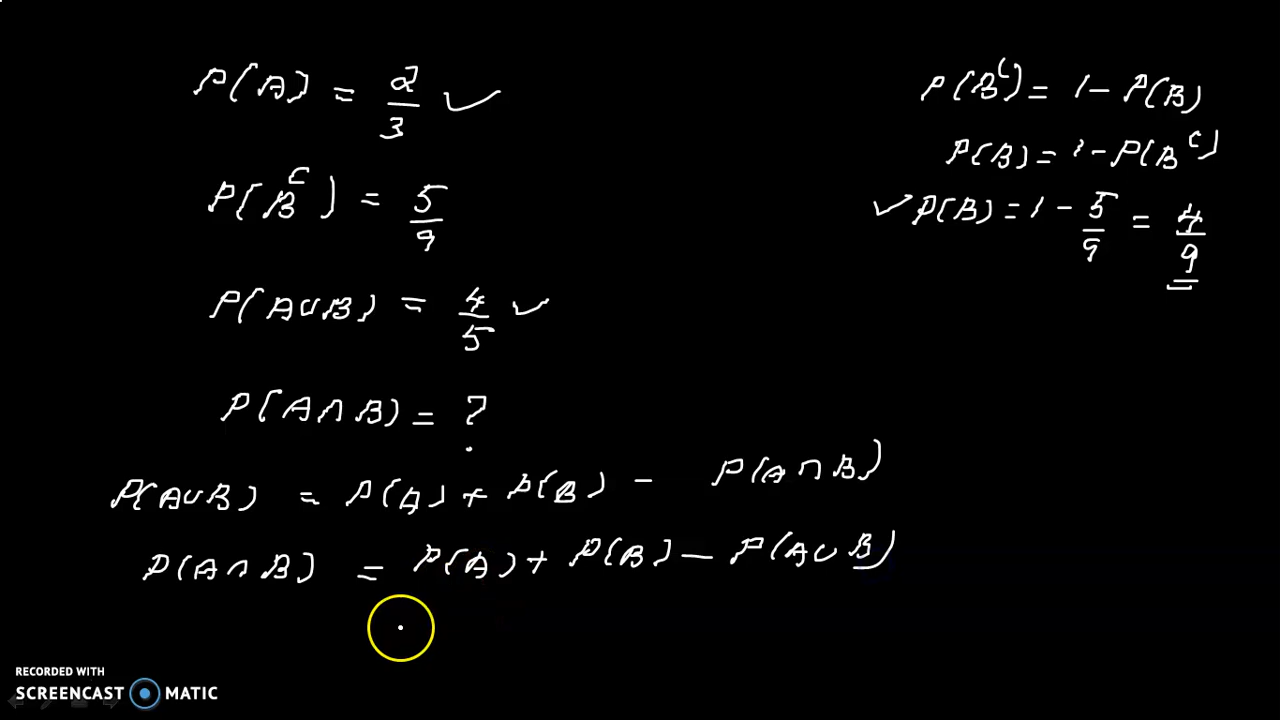 P(A) = 2/3 ✓
P(B^C) = 5/9
P(A∪B) = 4/5 ✓
P(A∩B) = ?
P(A∪B) = P(A) + P(B) - P(A∩B)
P(A∩B) = P(A) + P(B) - P(A∪B)
P(B^C) = 1 - P(B)
P(B) = 1 - P(B^C)
✓ P(B) = 1 - 5/9 = 4/9
RECORDED WITH
SCREENCAST MATIC